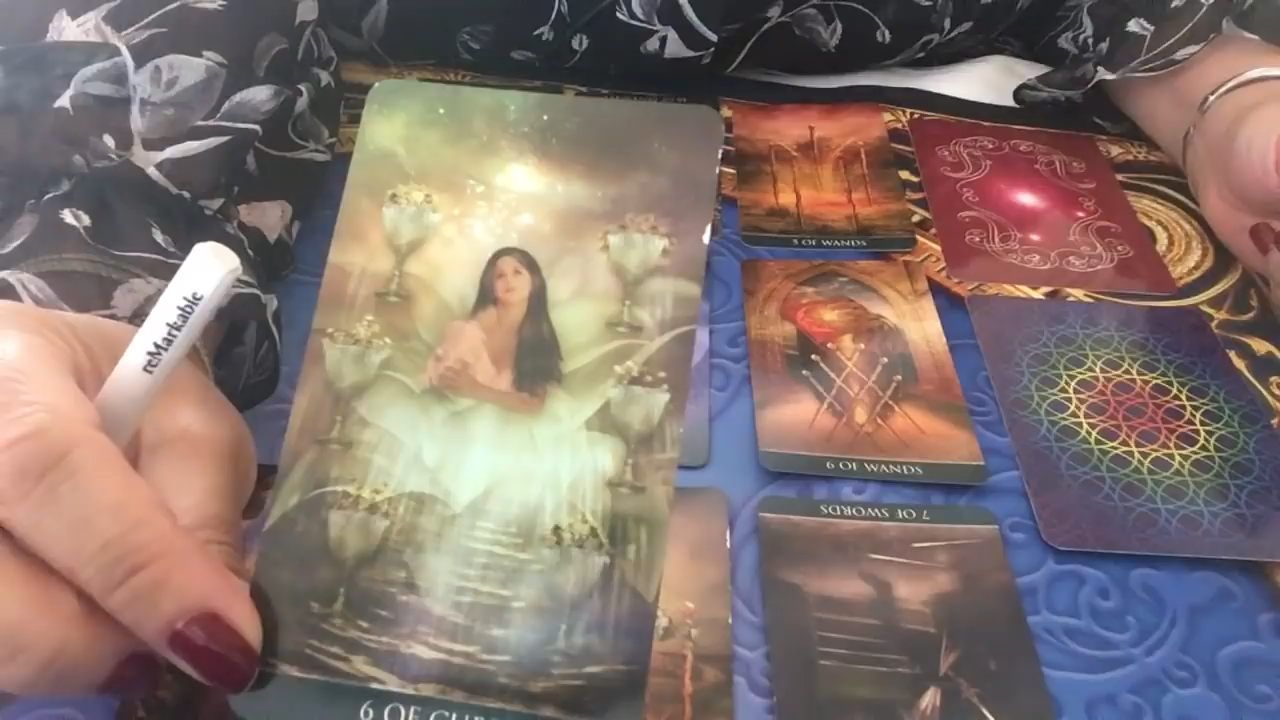 reMarkable
5 OF WANDS
6 OF WANDS
7 OF SWORDS
6 OF CUPS